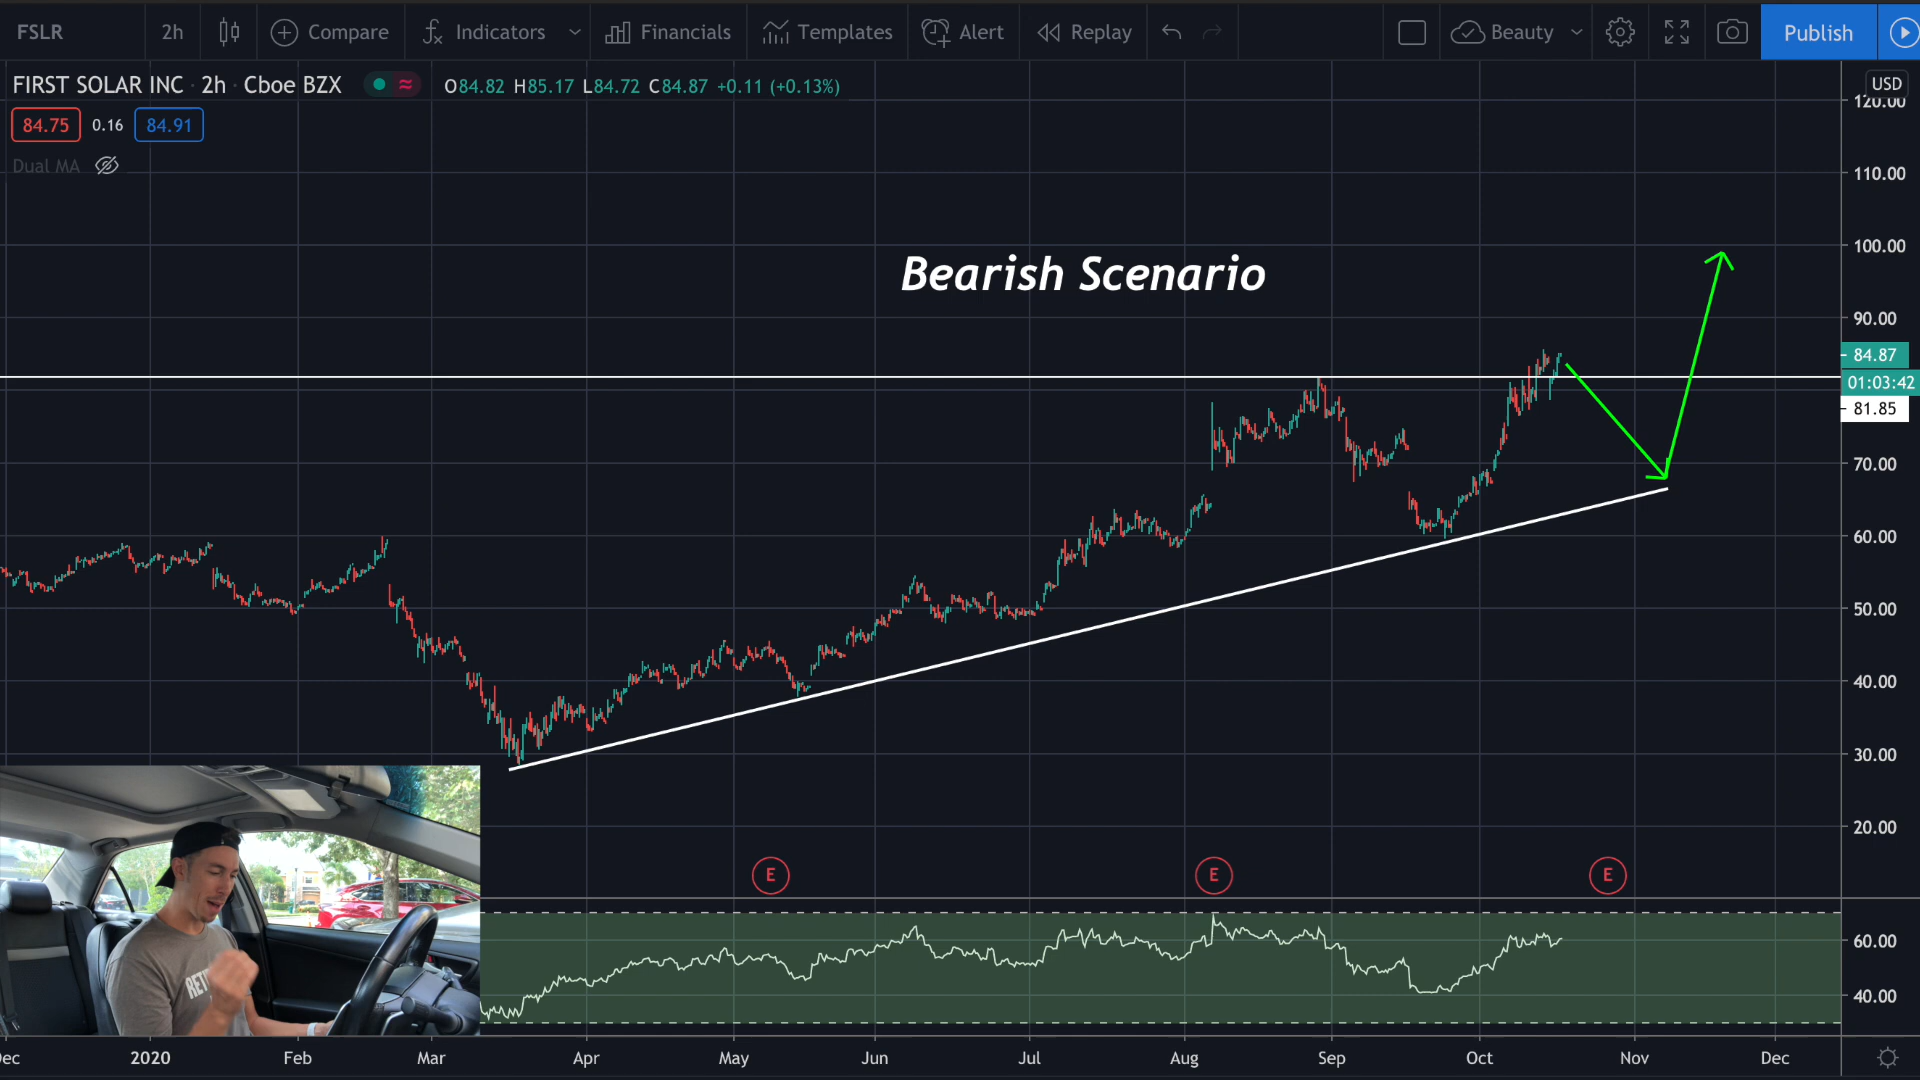 FSLR 2h Compare Indicators Financials Templates Alert Replay Beauty Publish
FIRST SOLAR INC · 2h · Cboe BZX O84.82 H85.17 L84.72 C84.87 +0.11 (+0.13%)
USD
120.00
84.75 0.16 84.91
Dual MA
110.00
100.00
Bearish Scenario
90.00
84.87
01:03:42
81.85
70.00
60.00
50.00
40.00
30.00
20.00
E E E
60.00
40.00
RETI
Dec 2020 Feb Mar Apr May Jun Jul Aug Sep Oct Nov Dec